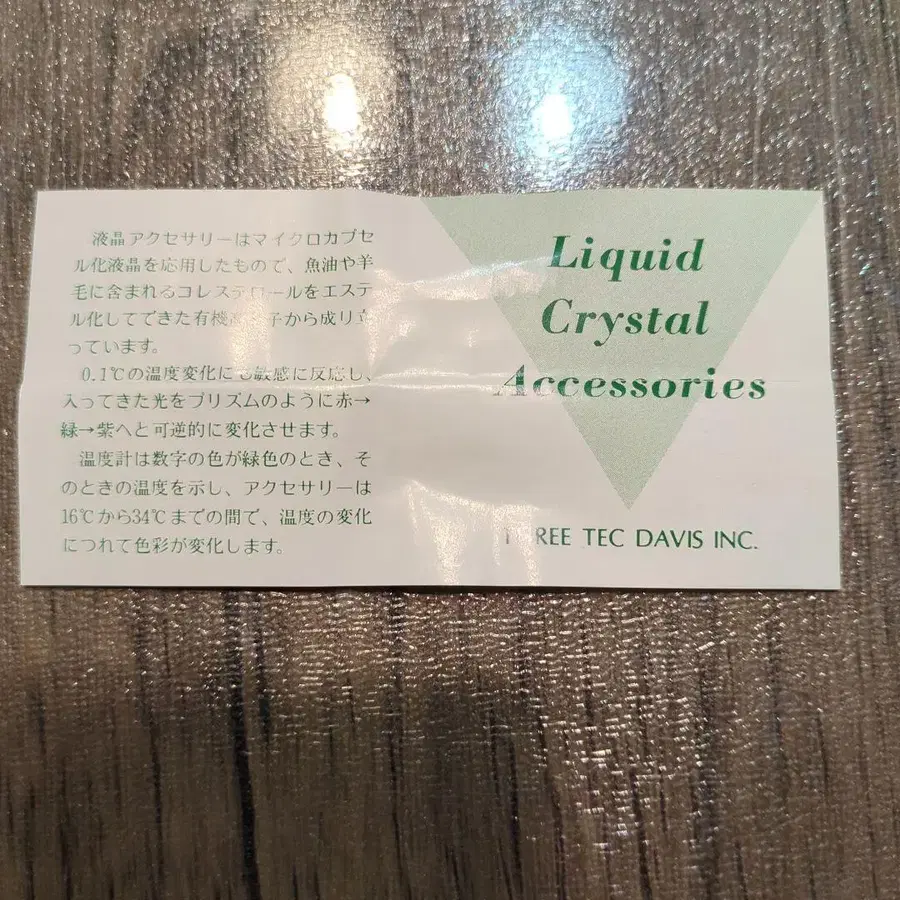 液晶アクセサリーはマイクロカプセ
ル化液晶を応用したもので、魚油や羊
毛に含まれるコレステロールをエステ
ル化してできた有機 子から成り立
っています。
0.1℃の温度変化にも敏感に反応し、
入ってきた光をプリズムのように赤→
緑→紫へと可逆的に変化させます。
温度計は数字の色が緑色のとき、そ
のときの温度を示し、アクセサリーは
16℃から34℃までの間で、温度の変化
につれて色彩が変化します。
Liquid
Crystal
Accessories
THREE TEC DAVIS INC.